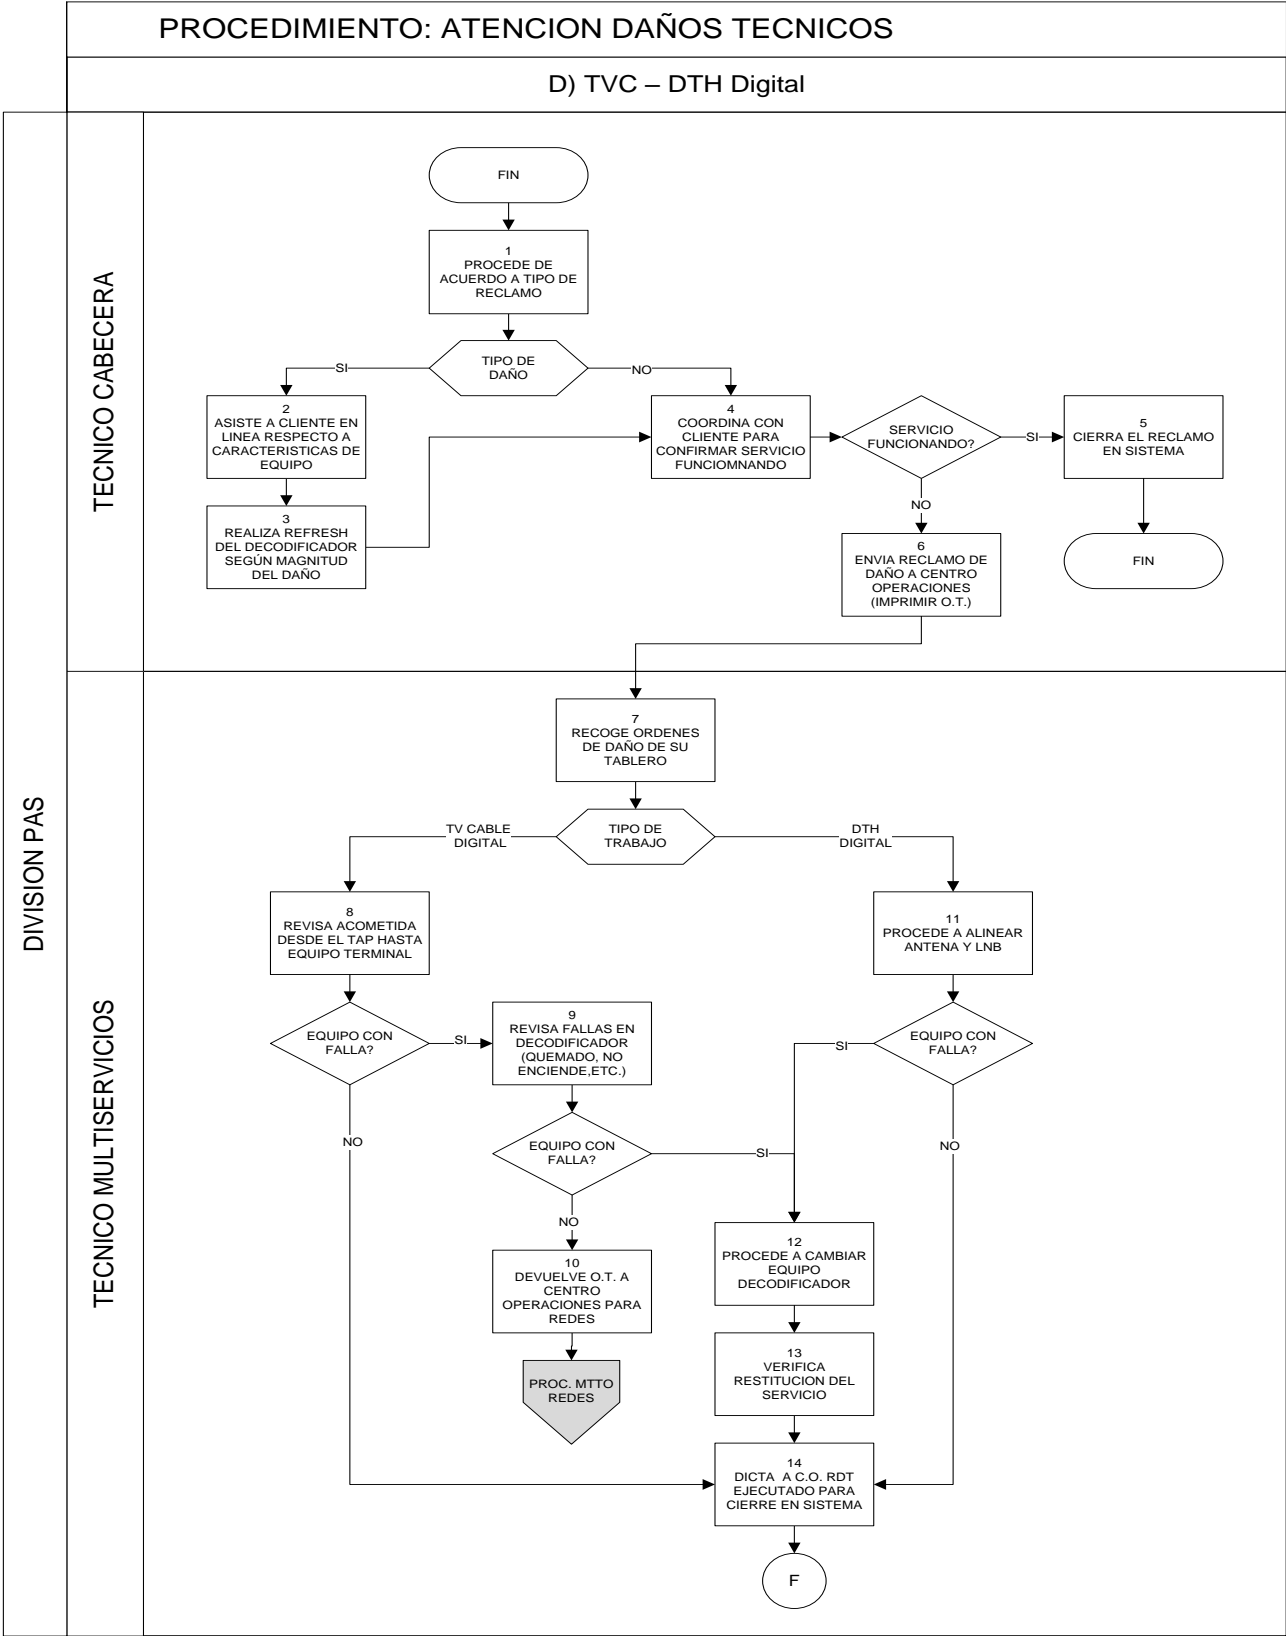 PROCEDIMIENTO: ATENCION DAÑOS TECNICOS
D) TVC – DTH Digital
DIVISION PAS
TECNICO CABECERA
FIN
1
PROCEDE DE
ACUERDO A TIPO DE
RECLAMO
TIPO DE
DAÑO
SI
NO
2
ASISTE A CLIENTE EN
LINEA RESPECTO A
CARACTERISTICAS DE
EQUIPO
3
REALIZA REFRESH
DEL DECODIFICADOR
SEGÚN MAGNITUD
DEL DAÑO
4
COORDINA CON
CLIENTE PARA
CONFIRMAR SERVICIO
FUNCIOMNANDO
SERVICIO
FUNCIONANDO?
SI
NO
5
CIERRA EL RECLAMO
EN SISTEMA
FIN
6
ENVIA RECLAMO DE
DAÑO A CENTRO
OPERACIONES
(IMPRIMIR O.T.)
TECNICO MULTISERVICIOS
7
RECOGE ORDENES
DE DAÑO DE SU
TABLERO
TIPO DE
TRABAJO
TV CABLE
DIGITAL
DTH
DIGITAL
8
REVISA ACOMETIDA
DESDE EL TAP HASTA
EQUIPO TERMINAL
11
PROCEDE A ALINEAR
ANTENA Y LNB
EQUIPO CON
FALLA?
SI
NO
9
REVISA FALLAS EN
DECODIFICADOR
(QUEMADO, NO
ENCIENDE,ETC.)
EQUIPO CON
FALLA?
SI
NO
EQUIPO CON
FALLA?
SI
NO
10
DEVUELVE O.T. A
CENTRO
OPERACIONES PARA
REDES
PROC. MTTO
REDES
12
PROCEDE A CAMBIAR
EQUIPO
DECODIFICADOR
13
VERIFICA
RESTITUCION DEL
SERVICIO
14
DICTA A C.O. RDT
EJECUTADO PARA
CIERRE EN SISTEMA
F